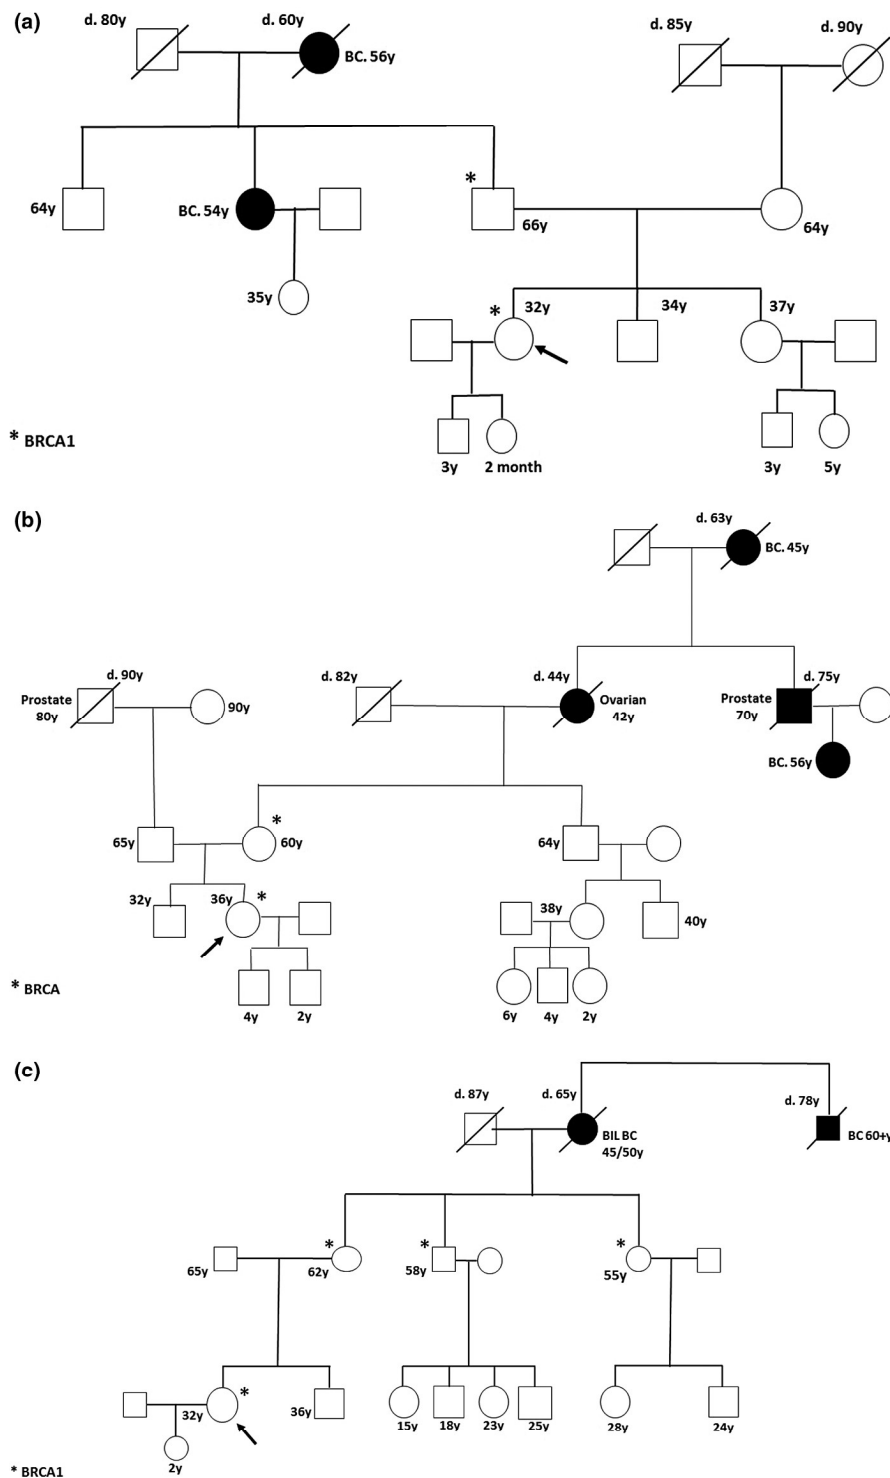 (a)
d. 80y
d. 60y
BC. 56y
d. 85y
d. 90y
64y
BC. 54y
*
66y
64y
35y
*
32y
34y
37y
3y
2 month
3y
5y
* BRCA1
(b)
d. 63y
BC. 45y
Prostate
80y
d. 90y
90y
d. 82y
d. 44y
Ovarian
42y
Prostate
70y
d. 75y
BC. 56y
65y
*
60y
64y
32y
36y
*
38y
40y
4y
2y
6y
4y
2y
* BRCA
(c)
d. 87y
d. 65y
BIL BC
45/50y
d. 78y
BC 60+y
65y
*
62y
*
58y
*
55y
32y
*
36y
15y
18y
23y
25y
28y
24y
2y
* BRCA1